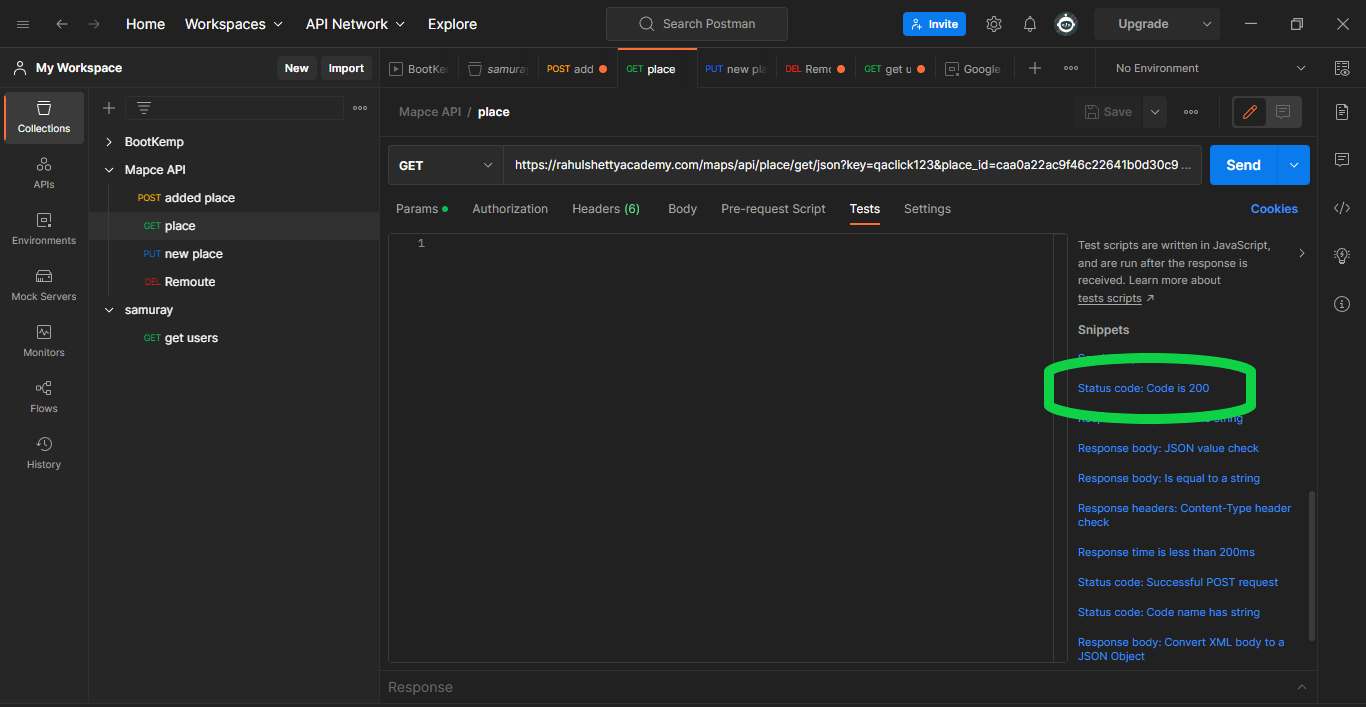 Home Workspaces API Network Explore Search Postman Invite Upgrade
My Workspace New Import
BootKe samura POST add GET place PUT new pla DEL Remo GET get u Google No Environment
Collections
APIs
Environments
Mock Servers
Monitors
Flows
History
BootKemp
Mapce API
POST added place
GET place
PUT new place
DEL Remoute
samuray
GET get users
Mapce API / place Save
GET https://rahulshettyacademy.com/maps/api/place/get/json?key=qaclick123&place_id=caa0a22ac9f46c22641b0d30c9 ... Send
Params Authorization Headers (6) Body Pre-request Script Tests Settings Cookies
1
Test scripts are written in JavaScript,
and are run after the response is
received. Learn more about
tests scripts
Snippets
Status code: Code is 200
string
Response body: JSON value check
Response body: Is equal to a string
Response headers: Content-Type header
check
Response time is less than 200ms
Status code: Successful POST request
Status code: Code name has string
Response body: Convert XML body to a
JSON Object
Response